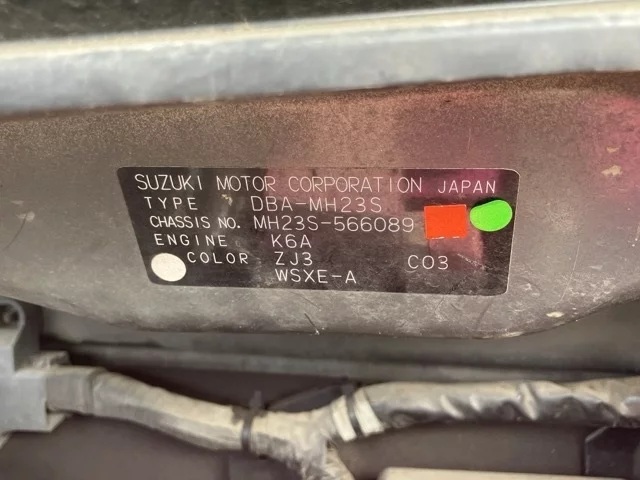 SUZUKI MOTOR CORPORATION JAPAN
TYPE DBA-MH23S
CHASSIS NO. MH23S-566089
ENGINE K6A
COLOR ZJ3 C03
WSXE-A